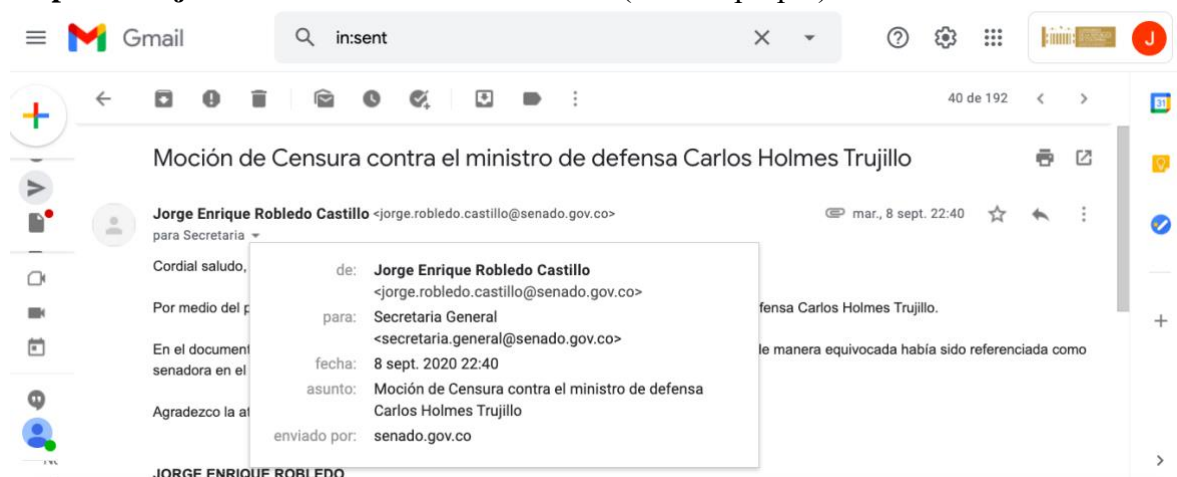 Gmail
in:sent
J
40 de 192
31
Moción de Censura contra el ministro de defensa Carlos Holmes Trujillo
Jorge Enrique Robledo Castillo <jorge.robledo.castillo@senado.gov.co>
mar., 8 sept. 22:40
para Secretaria
Cordial saludo,
Por medio del
fensa Carlos Holmes Trujillo.
En el
de manera equivocada había sido referenciada como
senadora en el
Agradezco la
de: Jorge Enrique Robledo Castillo
<jorge.robledo.castillo@senado.gov.co>
para: Secretaria General
<secretaria.general@senado.gov.co>
fecha: 8 sept. 2020 22:40
asunto: Moción de Censura contra el ministro de defensa
Carlos Holmes Trujillo
enviado por: senado.gov.co
JORGE ENRIQUE ROBLEDO